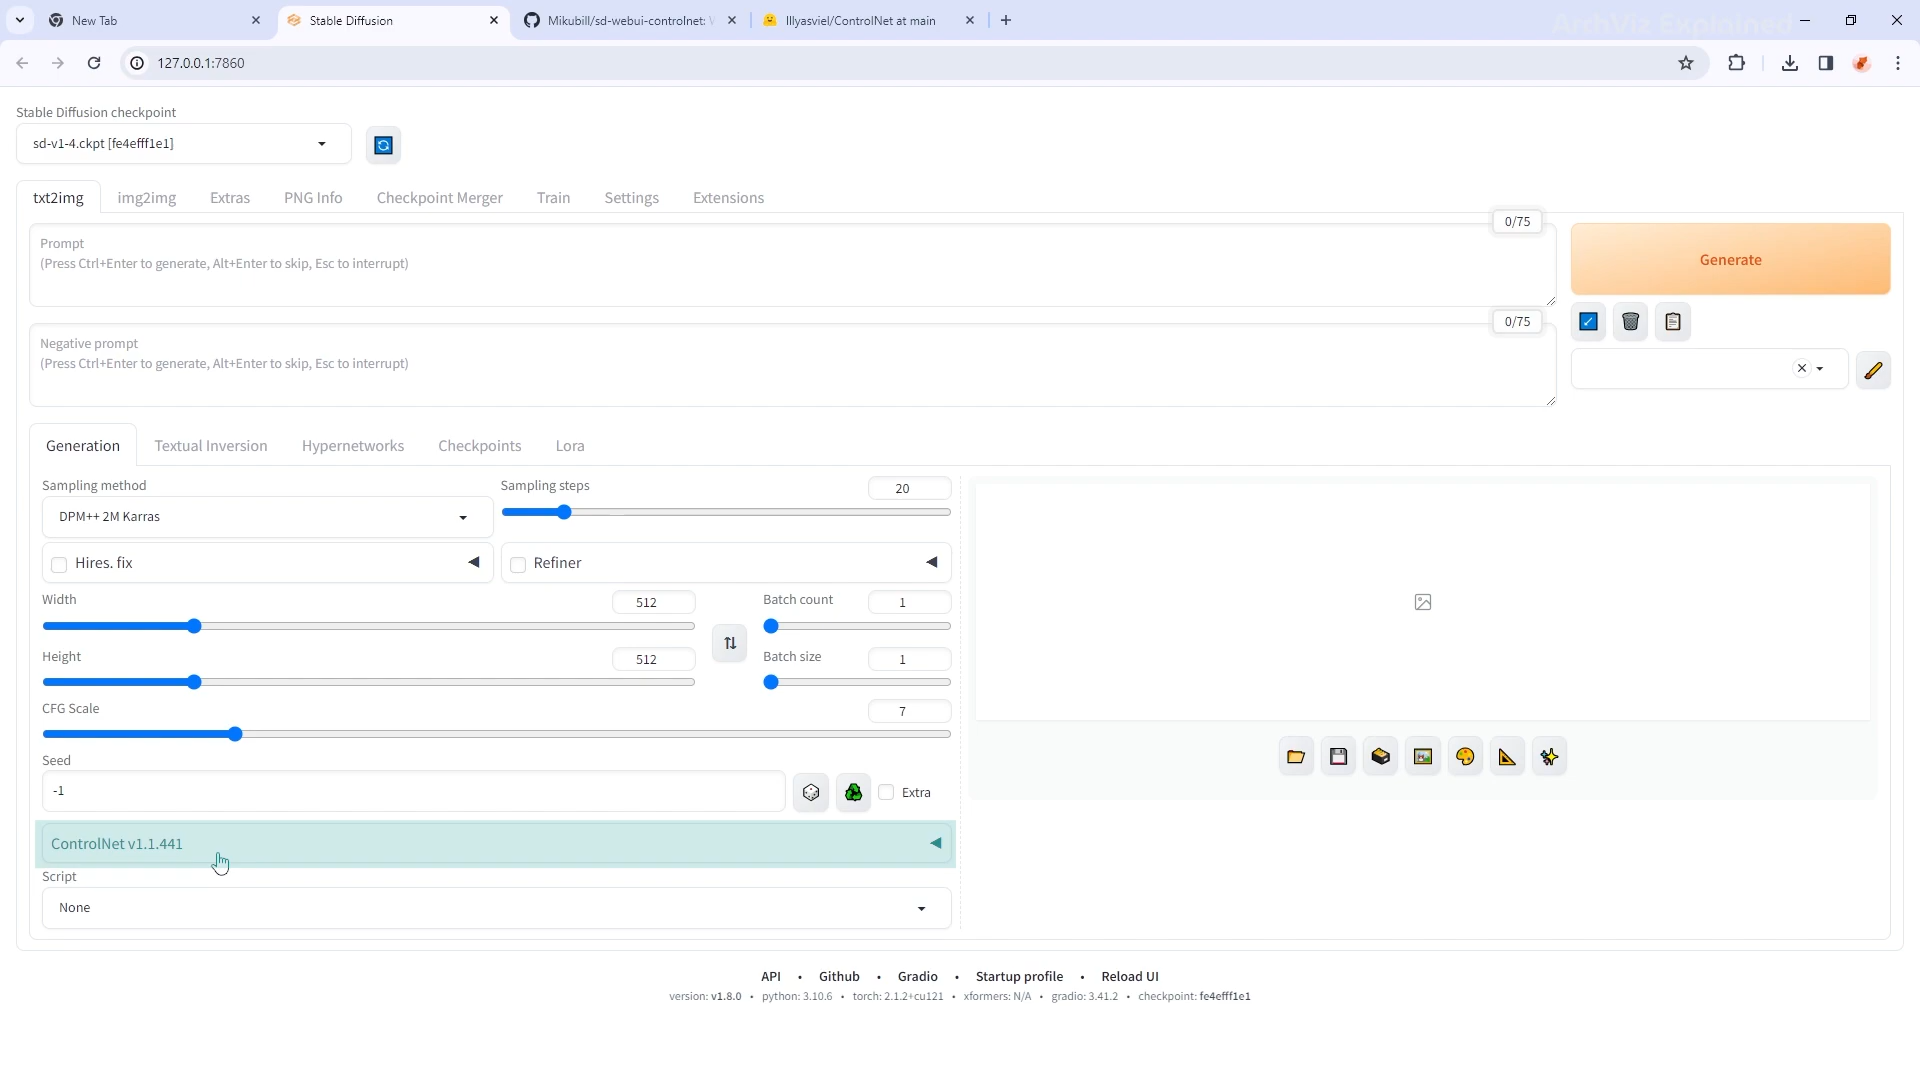 New Tab
Stable Diffusion
Mikubill/sd-webui-controlnet:
lllyasviel/ControlNet at main
ArchViz Explained
127.0.0.1:7860
Stable Diffusion checkpoint
sd-v1-4.ckpt [fe4efff1e1]
txt2img
img2img
Extras
PNG Info
Checkpoint Merger
Train
Settings
Extensions
0/75
Prompt
(Press Ctrl+Enter to generate, Alt+Enter to skip, Esc to interrupt)
Generate
0/75
Negative prompt
(Press Ctrl+Enter to generate, Alt+Enter to skip, Esc to interrupt)
Generation
Textual Inversion
Hypernetworks
Checkpoints
Lora
Sampling method
DPM++ 2M Karras
Sampling steps
20
Hires. fix
Refiner
Width
512
Batch count
1
Height
512
Batch size
1
CFG Scale
7
Seed
-1
Extra
ControlNet v1.1.441
Script
None
API • Github • Gradio • Startup profile • Reload UI
version: v1.8.0 • python: 3.10.6 • torch: 2.1.2+cu121 • xformers: N/A • gradio: 3.41.2 • checkpoint: fe4efff1e1